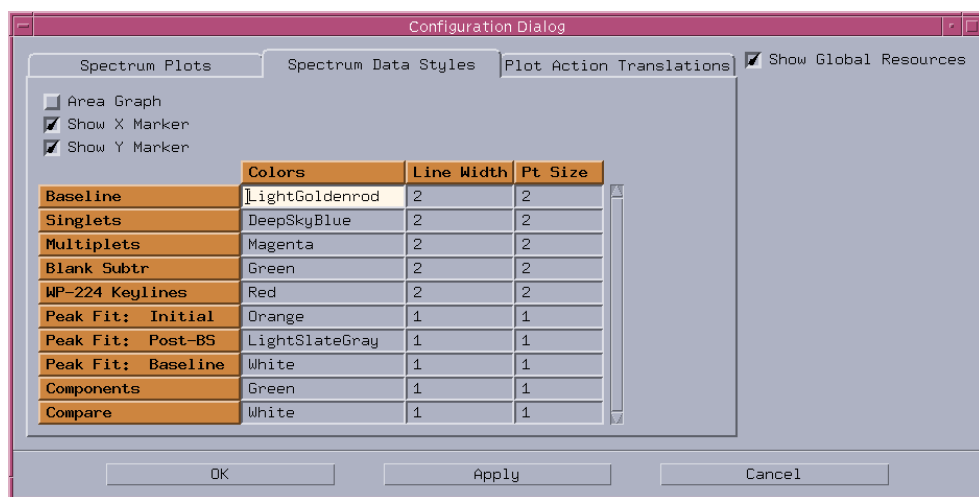 Configuration Dialog
Spectrum Plots Spectrum Data Styles Plot Action Translations Show Global Resources
Area Graph
Show X Marker
Show Y Marker
Colors Line Width Pt Size
Baseline LightGoldenrod 2 2
Singlets DeepSkyBlue 2 2
Multiplets Magenta 2 2
Blank Subtr Green 2 2
WP-224 Keylines Red 2 2
Peak Fit: Initial Orange 1 1
Peak Fit: Post-BS LightSlateGray 1 1
Peak Fit: Baseline White 1 1
Components Green 1 1
Compare White 1 1
OK Apply Cancel